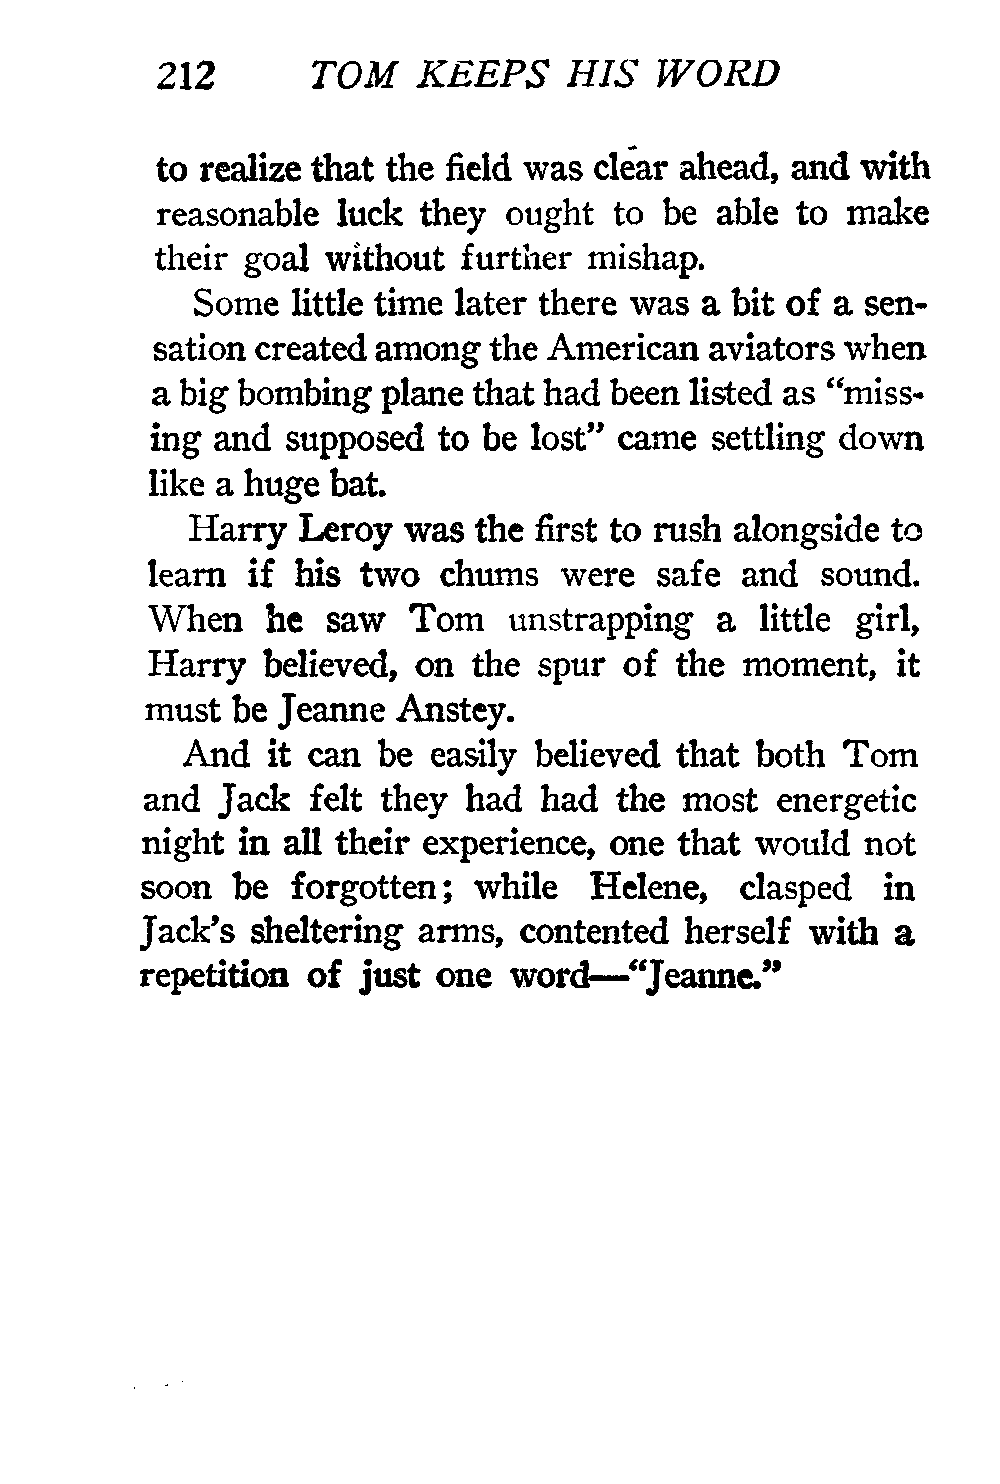 212 TOM KEEPS HIS WORD
to realize that the field was clear ahead, and with
reasonable luck they ought to be able to make
their goal without further mishap.
Some little time later there was a bit of a sen-
sation created among the American aviators when
a big bombing plane that had been listed as “miss-
ing and supposed to be lost” came settling down
like a huge bat.
Harry Leroy was the first to rush alongside to
learn if his two chums were safe and sound.
When he saw Tom unstrapping a little girl,
Harry believed, on the spur of the moment, it
must be Jeanne Anstey.
And it can be easily believed that both Tom
and Jack felt they had had the most energetic
night in all their experience, one that would not
soon be forgotten; while Helene, clasped in
Jack’s sheltering arms, contented herself with a
repetition of just one word—“Jeanne.”